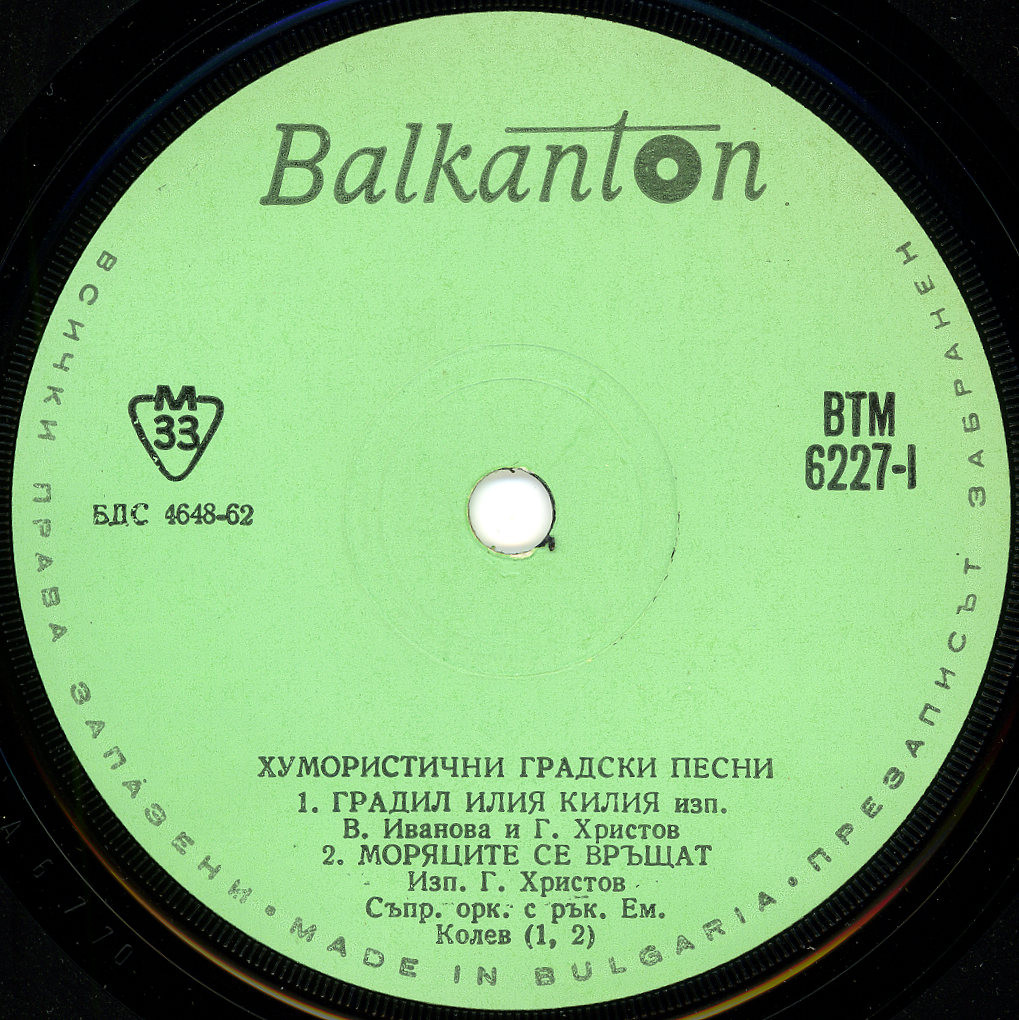 Balkanton
М
33
БДС 4648-62
ВТМ
6227-I
ХУМОРИСТИЧНИ ГРАДСКИ ПЕСНИ
1. ГРАДИЛ ИЛИЯ КИЛИЯ изп.
В. Иванова и Г. Христов
2. МОРЯЦИТЕ СЕ ВРЪЩАТ
Изп. Г. Христов
Съпр. орк. с рък. Ем.
Колев (1, 2)
ВСИЧКИ ПРАВА ЗАПАЗЕНИ • MADE IN BULGARIA • ПРЕЗАПИСЪТ ЗАБРАНЕН